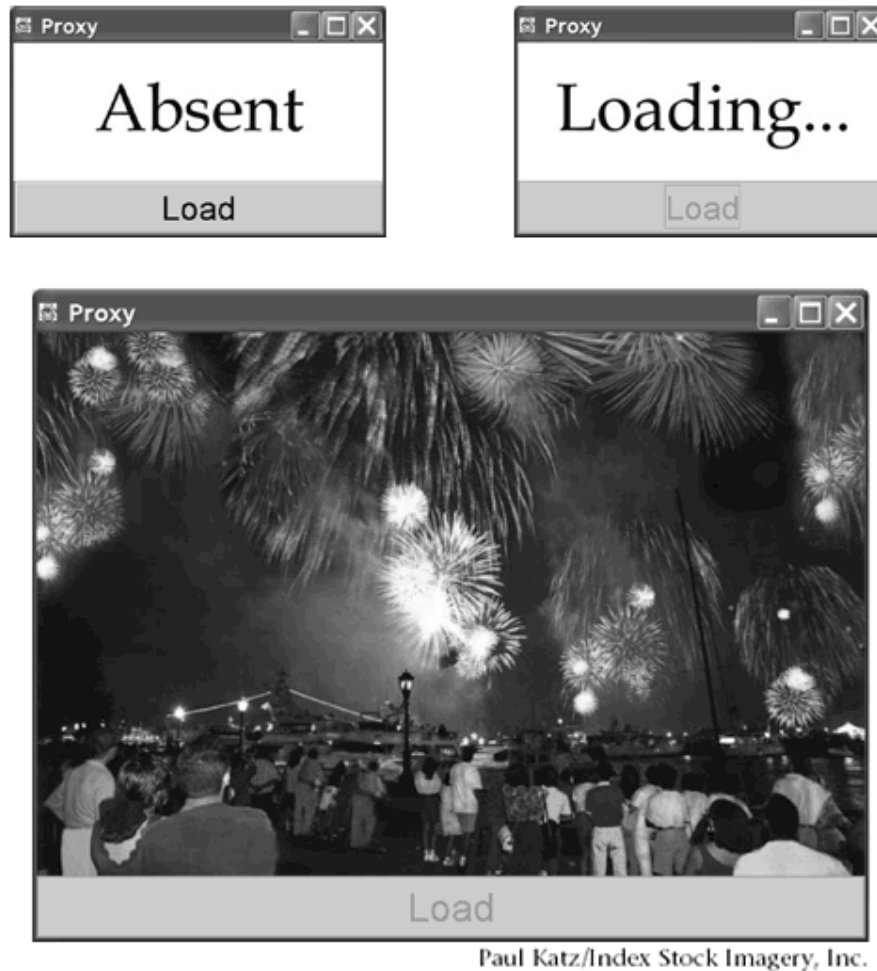 Proxy
Absent
Load
Proxy
Loading...
Load
Proxy
Load
Paul Katz/Index Stock Imagery, Inc.